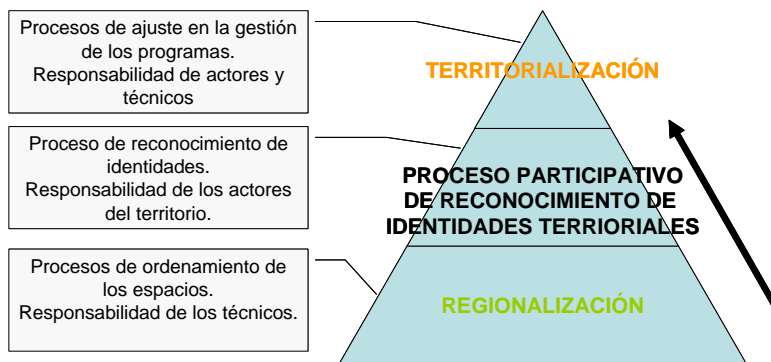 Procesos de ajuste en la gestión
de los programas.
Responsabilidad de actores y
técnicos
TERRITORIALIZACIÓN
Proceso de reconocimiento de
identidades.
Responsabilidad de los actores
del territorio.
PROCESO PARTICIPATIVO
DE RECONOCIMIENTO DE
IDENTIDADES TERRIORIALES
Procesos de ordenamiento de
los espacios.
Responsabilidad de los técnicos.
REGIONALIZACIÓN